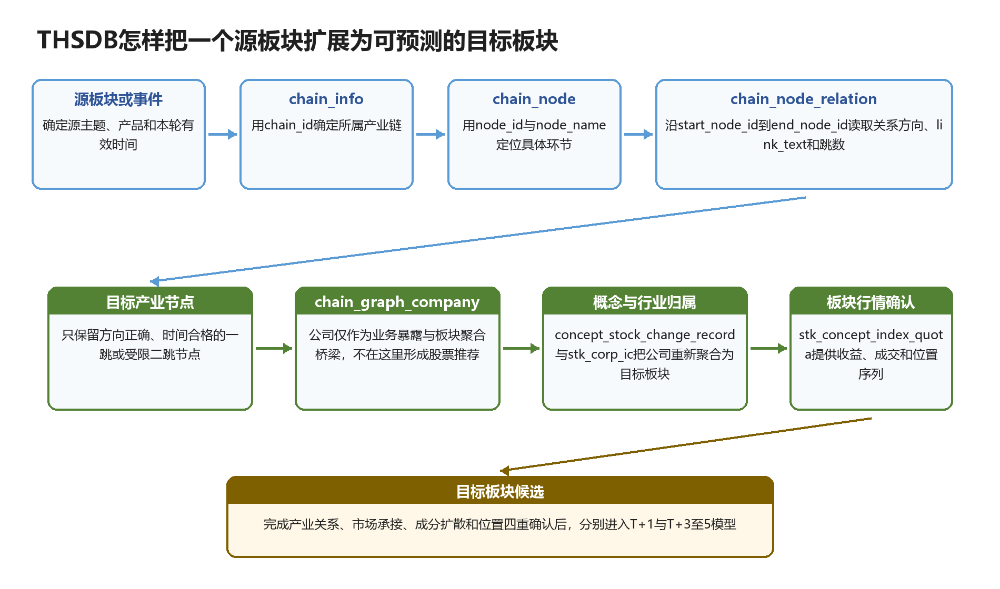 THSDB怎样把一个源板块扩展为可预测的目标板块
源板块或事件
确定源主题、产品和本轮有
效时间
chain_info
用chain_id确定所属产业链
chain_node
用node_id与node_name
定位具体环节
chain_node_relation
沿start_node_id到end_node_id读取关系方向、li
nk_text和跳数
目标产业节点
只保留方向正确、时间合格的一
跳或受限二跳节点
chain_graph_company
公司仅作为业务暴露与板块聚合
桥梁，不在这里形成股票推荐
概念与行业归属
concept_stock_change_record
与stk_corp_ic把公司重新聚合为
目标板块
板块行情确认
stk_concept_index_quot
a提供收益、成交和位置
序列
目标板块候选
完成产业关系、市场承接、成分扩散和位置四重确认后，分别进入T+1与T+3至5模型